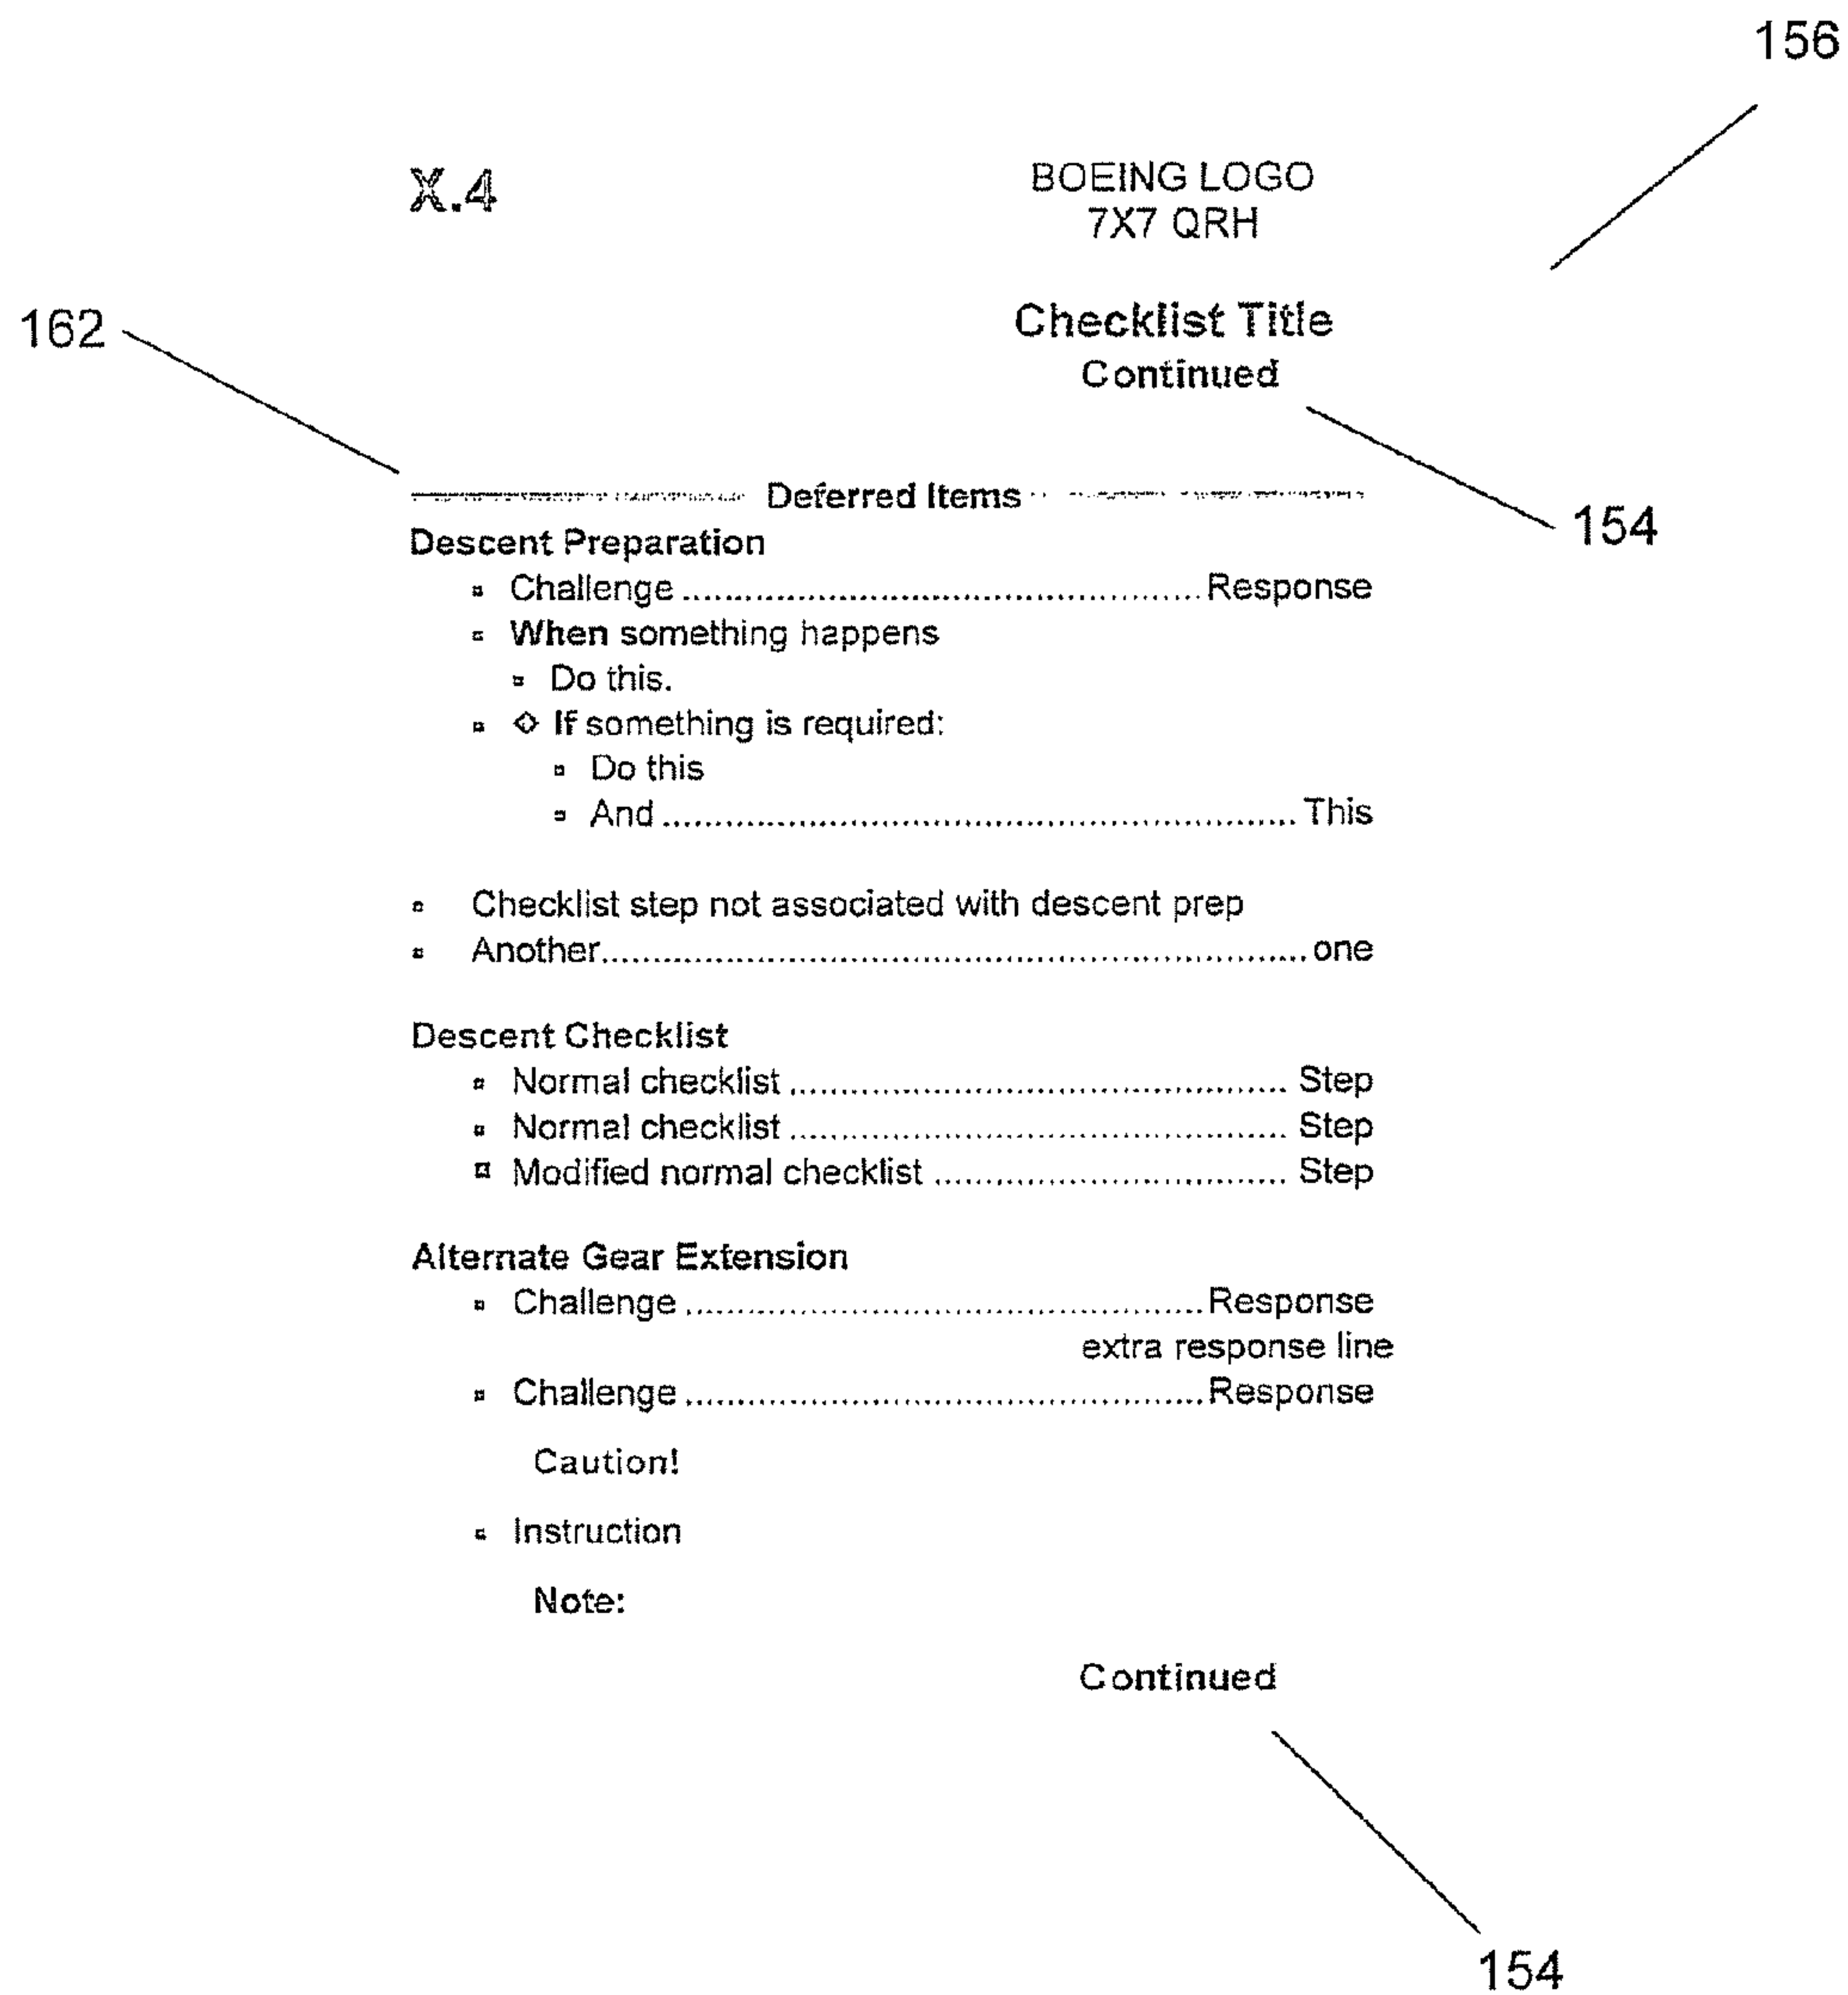 156
X.4
BOEING LOGO
7X7 QRH
162
Checklist Title
Continued
Deferred Items
154
Descent Preparation
▫ Challenge ................................................ Response
▫ When something happens
▫ Do this.
▫ ◇ If something is required:
▫ Do this
▫ And ............................................................ This
▫ Checklist step not associated with descent prep
▫ Another.................................................................. one
Descent Checklist
▫ Normal checklist .............................................. Step
▫ Normal checklist .............................................. Step
▫ Modified normal checklist ................................. Step
Alternate Gear Extension
▫ Challenge ................................................ Response
extra response line
▫ Challenge ................................................ Response
Caution!
▫ Instruction
Note:
Continued
154